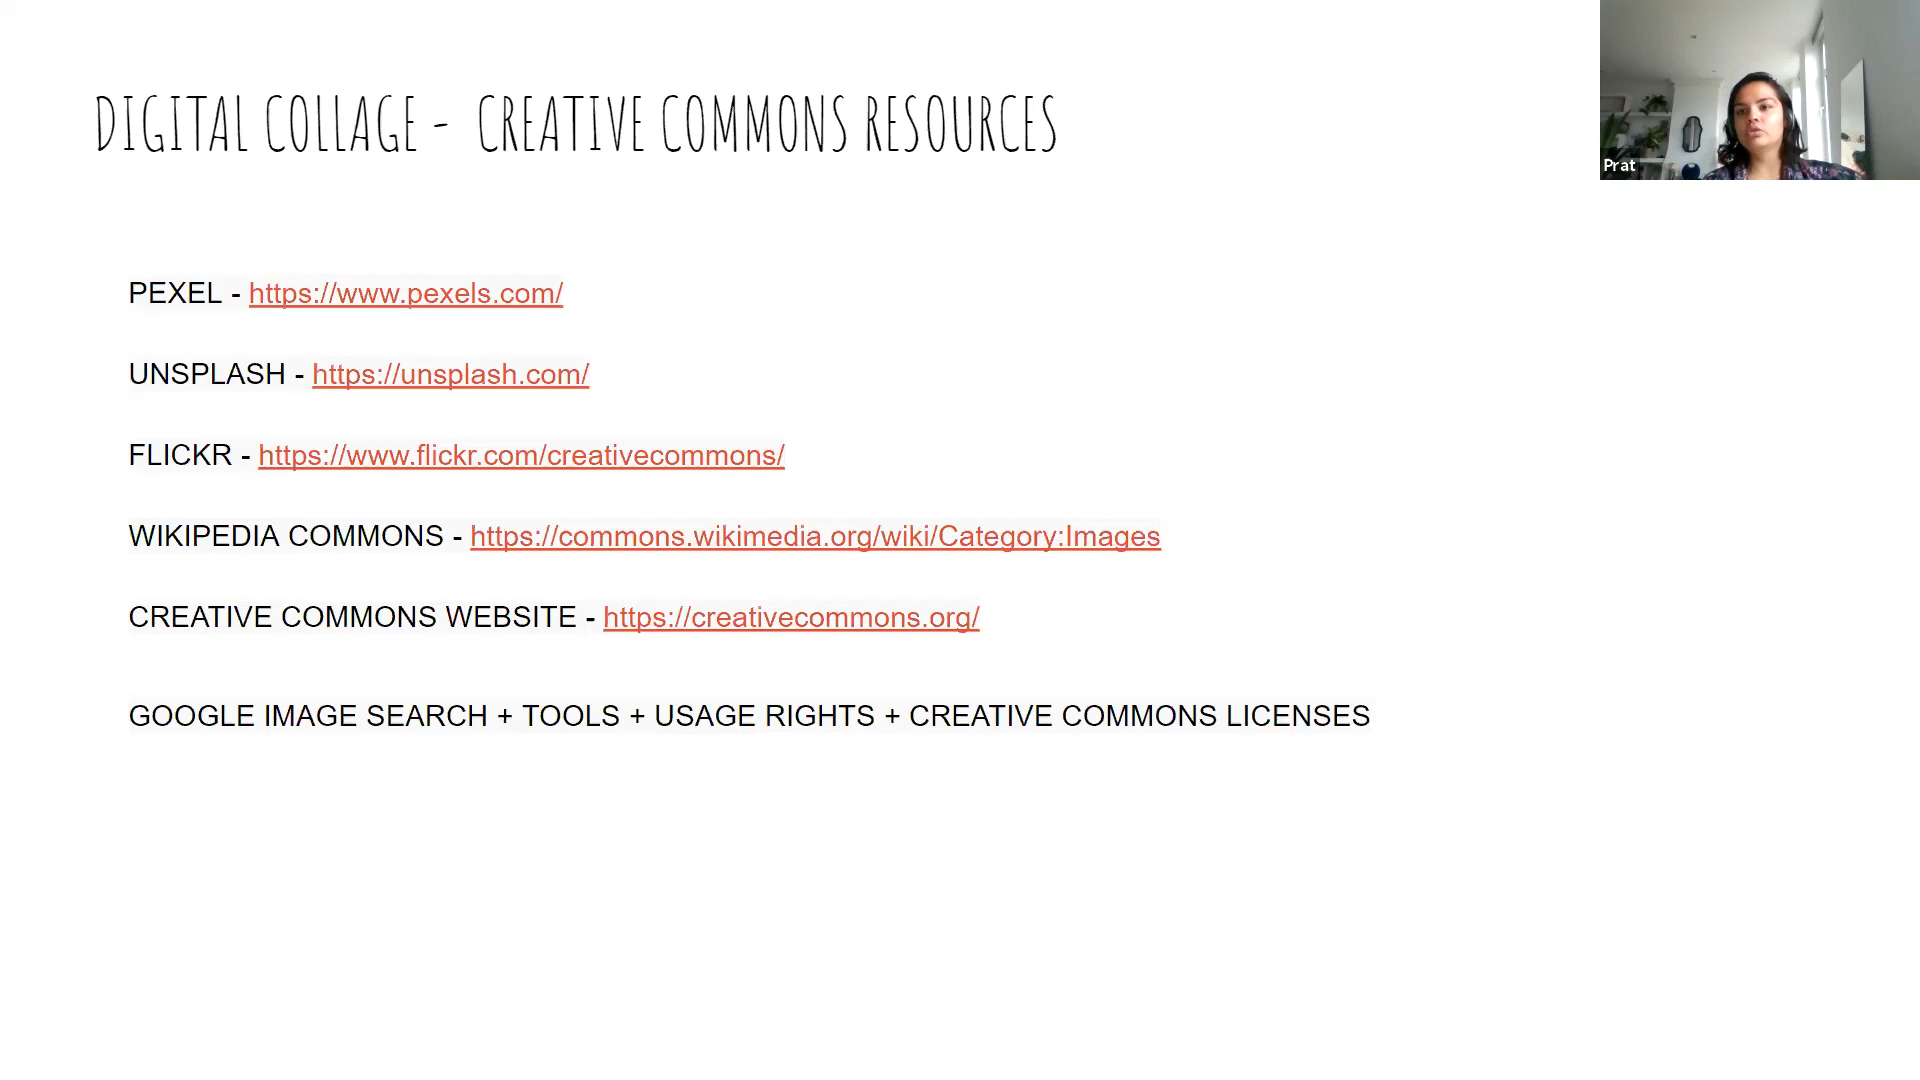 DIGITAL COLLAGE - CREATIVE COMMONS RESOURCES
Prat
PEXEL - https://www.pexels.com/
UNSPLASH - https://unsplash.com/
FLICKR - https://www.flickr.com/creativecommons/
WIKIPEDIA COMMONS - https://commons.wikimedia.org/wiki/Category:Images
CREATIVE COMMONS WEBSITE - https://creativecommons.org/
GOOGLE IMAGE SEARCH + TOOLS + USAGE RIGHTS + CREATIVE COMMONS LICENSES